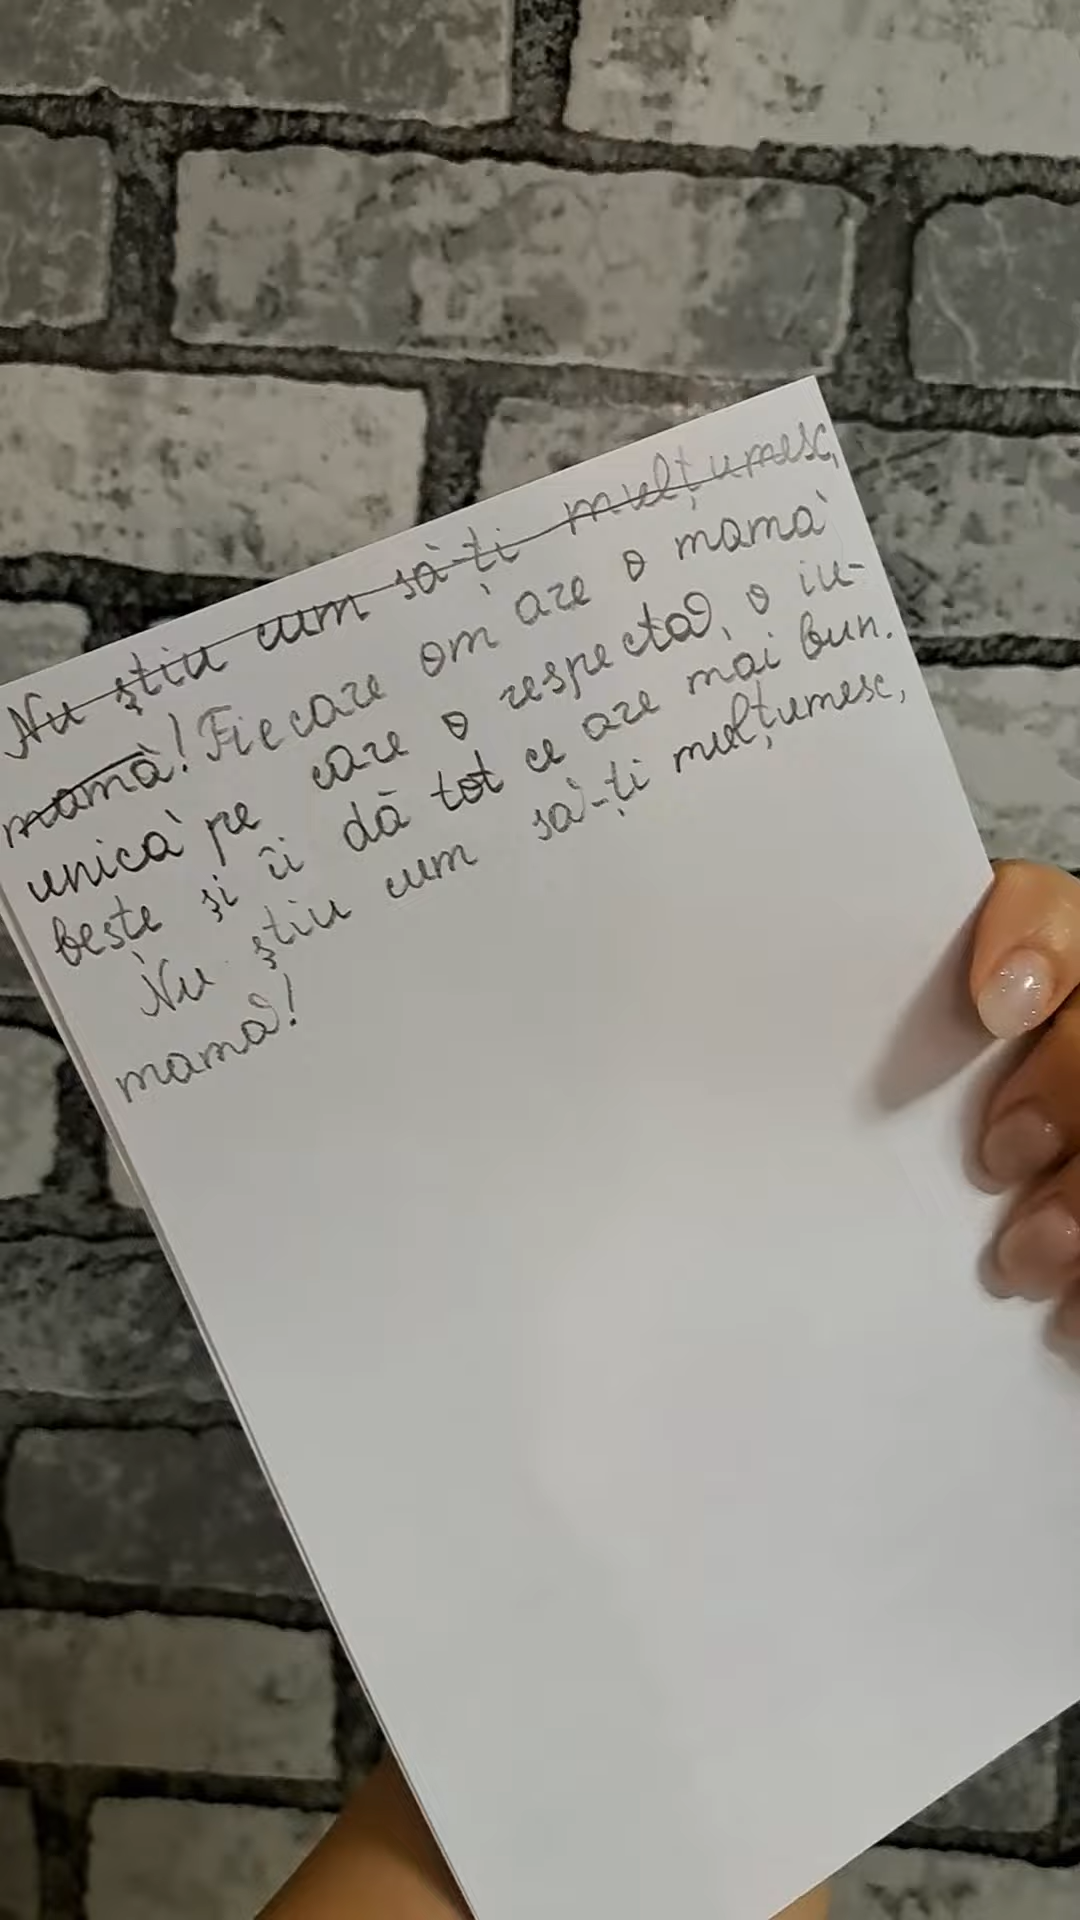 Nu știu cum să-ți mulțumesc,
mamă! Fiecare om are o mamă
unică pe care o respectă, o iu-
bește și îi dă tot ce are mai bun.
Nu știu cum să-ți mulțumesc,
mamă!